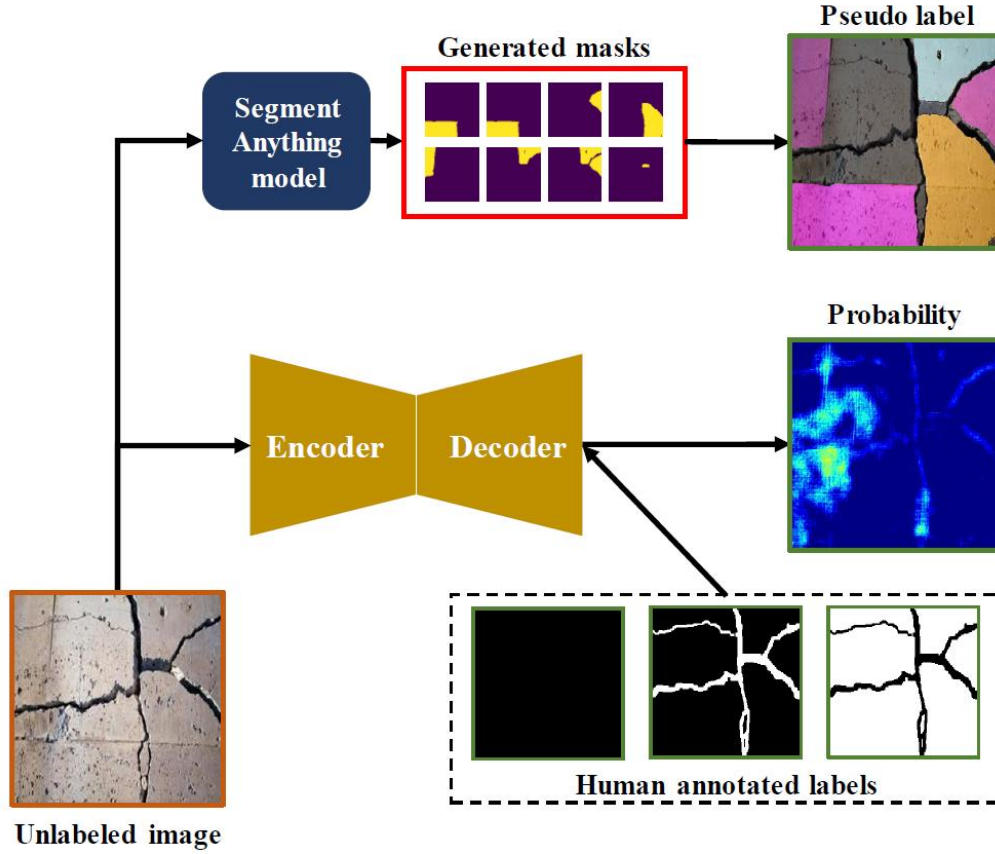 Pseudo label
Generated masks
Segment
Anything
model
Probability
Encoder
Decoder
Human annotated labels
Unlabeled image